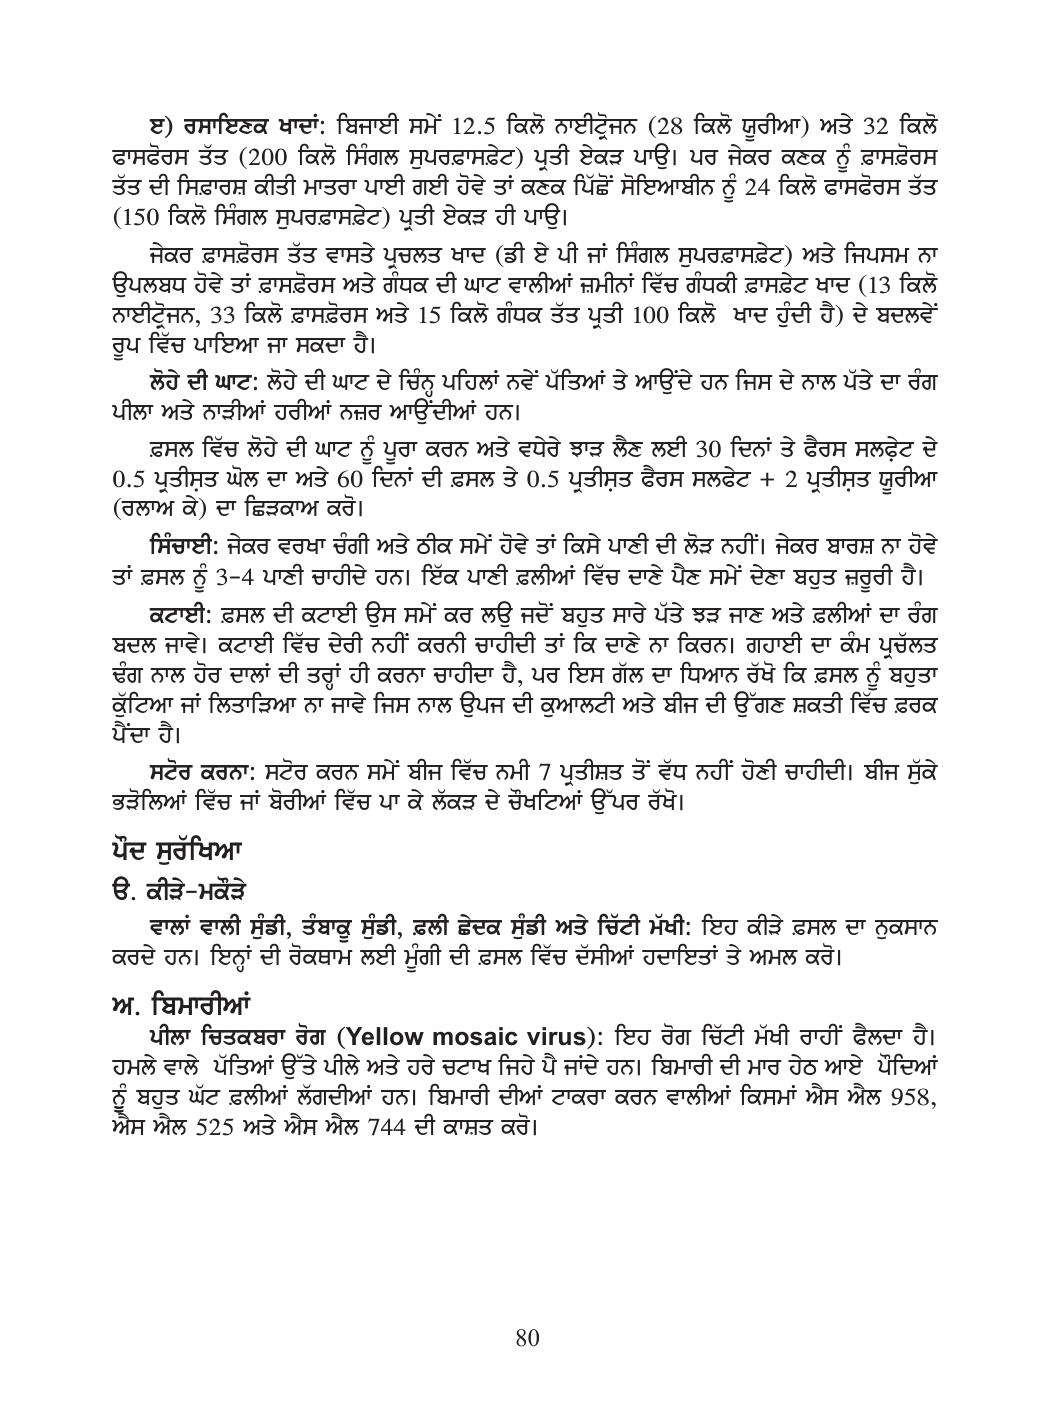 ੲ) ਰਸਾਇਣਕ ਖਾਦਾਂ: ਬਿਜਾਈ ਸਮੇਂ 12.5 ਕਿਲੋ ਨਾਈਟ੍ਰੋਜਨ (28 ਕਿਲੋ ਯੂਰੀਆ) ਅਤੇ 32 ਕਿਲੋ
ਫਾਸਫੋਰਸ ਤੱਤ (200 ਕਿਲੋ ਸਿੰਗਲ ਸੁਪਰਫ਼ਾਸਫ਼ੇਟ) ਪ੍ਰਤੀ ਏਕੜ ਪਾਉ। ਪਰ ਜੇਕਰ ਕਣਕ ਨੂੰ ਫ਼ਾਸਫ਼ੋਰਸ
ਤੱਤ ਦੀ ਸਿਫ਼ਾਰਸ਼ ਕੀਤੀ ਮਾਤਰਾ ਪਾਈ ਗਈ ਹੋਵੇ ਤਾਂ ਕਣਕ ਪਿੱਛੋਂ ਸੋਇਆਬੀਨ ਨੂੰ 24 ਕਿਲੋ ਫਾਸਫੋਰਸ ਤੱਤ
(150 ਕਿਲੋ ਸਿੰਗਲ ਸੁਪਰਫ਼ਾਸਫ਼ੇਟ) ਪ੍ਰਤੀ ਏਕੜ ਹੀ ਪਾਉ।
ਜੇਕਰ ਫ਼ਾਸਫ਼ੋਰਸ ਤੱਤ ਵਾਸਤੇ ਪ੍ਰਚਲਤ ਖਾਦ (ਡੀ ਏ ਪੀ ਜਾਂ ਸਿੰਗਲ ਸੁਪਰਫ਼ਾਸਫ਼ੇਟ) ਅਤੇ ਜਿਪਸਮ ਨਾ
ਉਪਲਬਧ ਹੋਵੇ ਤਾਂ ਫ਼ਾਸਫ਼ੋਰਸ ਅਤੇ ਗੰਧਕ ਦੀ ਘਾਟ ਵਾਲੀਆਂ ਜ਼ਮੀਨਾਂ ਵਿੱਚ ਗੰਧਕੀ ਫ਼ਾਸਫ਼ੇਟ ਖਾਦ (13 ਕਿਲੋ
ਨਾਈਟ੍ਰੋਜਨ, 33 ਕਿਲੋ ਫ਼ਾਸਫ਼ੋਰਸ ਅਤੇ 15 ਕਿਲੋ ਗੰਧਕ ਤੱਤ ਪ੍ਰਤੀ 100 ਕਿਲੋ ਖਾਦ ਹੁੰਦੀ ਹੈ) ਦੇ ਬਦਲਵੇਂ
ਰੂਪ ਵਿੱਚ ਪਾਇਆ ਜਾ ਸਕਦਾ ਹੈ।
ਲੋਹੇ ਦੀ ਘਾਟ: ਲੋਹੇ ਦੀ ਘਾਟ ਦੇ ਚਿੰਨ੍ਹ ਪਹਿਲਾਂ ਨਵੇਂ ਪੱਤਿਆਂ ਤੇ ਆਉਂਦੇ ਹਨ ਜਿਸ ਦੇ ਨਾਲ ਪੱਤੇ ਦਾ ਰੰਗ
ਪੀਲਾ ਅਤੇ ਨਾੜੀਆਂ ਹਰੀਆਂ ਨਜ਼ਰ ਆਉਂਦੀਆਂ ਹਨ।
ਫ਼ਸਲ ਵਿੱਚ ਲੋਹੇ ਦੀ ਘਾਟ ਨੂੰ ਪੂਰਾ ਕਰਨ ਅਤੇ ਵਧੇਰੇ ਝਾੜ ਲੈਣ ਲਈ 30 ਦਿਨਾਂ ਤੇ ਫੈਰਸ ਸਲਫ਼ੇਟ ਦੇ
0.5 ਪ੍ਰਤੀਸ਼ਤ ਘੋਲ ਦਾ ਅਤੇ 60 ਦਿਨਾਂ ਦੀ ਫ਼ਸਲ ਤੇ 0.5 ਪ੍ਰਤੀਸ਼ਤ ਫੈਰਸ ਸਲਫੇਟ + 2 ਪ੍ਰਤੀਸ਼ਤ ਯੂਰੀਆ
(ਰਲਾਅ ਕੇ) ਦਾ ਛਿੜਕਾਅ ਕਰੋ।
ਸਿੰਚਾਈ: ਜੇਕਰ ਵਰਖਾ ਚੰਗੀ ਅਤੇ ਠੀਕ ਸਮੇਂ ਹੋਵੇ ਤਾਂ ਕਿਸੇ ਪਾਣੀ ਦੀ ਲੋੜ ਨਹੀਂ। ਜੇਕਰ ਬਾਰਸ਼ ਨਾ ਹੋਵੇ
ਤਾਂ ਫ਼ਸਲ ਨੂੰ 3-4 ਪਾਣੀ ਚਾਹੀਦੇ ਹਨ। ਇੱਕ ਪਾਣੀ ਫ਼ਲੀਆਂ ਵਿੱਚ ਦਾਣੇ ਪੈਣ ਸਮੇਂ ਦੇਣਾ ਬਹੁਤ ਜ਼ਰੂਰੀ ਹੈ।
ਕਟਾਈ: ਫ਼ਸਲ ਦੀ ਕਟਾਈ ਉਸ ਸਮੇਂ ਕਰ ਲਉ ਜਦੋਂ ਬਹੁਤ ਸਾਰੇ ਪੱਤੇ ਝੜ ਜਾਣ ਅਤੇ ਫ਼ਲੀਆਂ ਦਾ ਰੰਗ
ਬਦਲ ਜਾਵੇ। ਕਟਾਈ ਵਿੱਚ ਦੇਰੀ ਨਹੀਂ ਕਰਨੀ ਚਾਹੀਦੀ ਤਾਂ ਕਿ ਦਾਣੇ ਨਾ ਕਿਰਨ। ਗਹਾਈ ਦਾ ਕੰਮ ਪ੍ਰਚੱਲਤ
ਢੰਗ ਨਾਲ ਹੋਰ ਦਾਲਾਂ ਦੀ ਤਰ੍ਹਾਂ ਹੀ ਕਰਨਾ ਚਾਹੀਦਾ ਹੈ, ਪਰ ਇਸ ਗੱਲ ਦਾ ਧਿਆਨ ਰੱਖੋ ਕਿ ਫ਼ਸਲ ਨੂੰ ਬਹੁਤਾ
ਕੁੱਟਿਆ ਜਾਂ ਲਿਤਾੜਿਆ ਨਾ ਜਾਵੇ ਜਿਸ ਨਾਲ ਉਪਜ ਦੀ ਕੁਆਲਟੀ ਅਤੇ ਬੀਜ ਦੀ ਉੱਗਣ ਸ਼ਕਤੀ ਵਿੱਚ ਫ਼ਰਕ
ਪੈਂਦਾ ਹੈ।
ਸਟੋਰ ਕਰਨਾ: ਸਟੋਰ ਕਰਨ ਸਮੇਂ ਬੀਜ ਵਿੱਚ ਨਮੀ 7 ਪ੍ਰਤੀਸ਼ਤ ਤੋਂ ਵੱਧ ਨਹੀਂ ਹੋਣੀ ਚਾਹੀਦੀ। ਬੀਜ ਸੁੱਕੇ
ਭੜੋਲਿਆਂ ਵਿੱਚ ਜਾਂ ਬੋਰੀਆਂ ਵਿੱਚ ਪਾ ਕੇ ਲੱਕੜ ਦੇ ਚੌਖਟਿਆਂ ਉੱਪਰ ਰੱਖੋ।
ਪੌਦ ਸੁਰੱਖਿਆ
ੳ. ਕੀੜੇ-ਮਕੌੜੇ
ਵਾਲਾਂ ਵਾਲੀ ਸੁੰਡੀ, ਤੰਬਾਕੂ ਸੁੰਡੀ, ਫ਼ਲੀ ਛੇਦਕ ਸੁੰਡੀ ਅਤੇ ਚਿੱਟੀ ਮੱਖੀ: ਇਹ ਕੀੜੇ ਫ਼ਸਲ ਦਾ ਨੁਕਸਾਨ
ਕਰਦੇ ਹਨ। ਇਨ੍ਹਾਂ ਦੀ ਰੋਕਥਾਮ ਲਈ ਮੂੰਗੀ ਦੀ ਫ਼ਸਲ ਵਿੱਚ ਦੱਸੀਆਂ ਹਦਾਇਤਾਂ ਤੇ ਅਮਲ ਕਰੋ।
ਅ. ਬਿਮਾਰੀਆਂ
ਪੀਲਾ ਚਿਤਕਬਰਾ ਰੋਗ (Yellow mosaic virus): ਇਹ ਰੋਗ ਚਿੱਟੀ ਮੱਖੀ ਰਾਹੀਂ ਫੈਲਦਾ ਹੈ।
ਹਮਲੇ ਵਾਲੇ ਪੱਤਿਆਂ ਉੱਤੇ ਪੀਲੇ ਅਤੇ ਹਰੇ ਚਟਾਖ ਜਿਹੇ ਪੈ ਜਾਂਦੇ ਹਨ। ਬਿਮਾਰੀ ਦੀ ਮਾਰ ਹੇਠ ਆਏ ਪੌਦਿਆਂ
ਨੂੰ ਬਹੁਤ ਘੱਟ ਫ਼ਲੀਆਂ ਲੱਗਦੀਆਂ ਹਨ। ਬਿਮਾਰੀ ਦੀਆਂ ਟਾਕਰਾ ਕਰਨ ਵਾਲੀਆਂ ਕਿਸਮਾਂ ਐਸ ਐਲ 958,
ਐਸ ਐਲ 525 ਅਤੇ ਐਸ ਐਲ 744 ਦੀ ਕਾਸ਼ਤ ਕਰੋ।
80